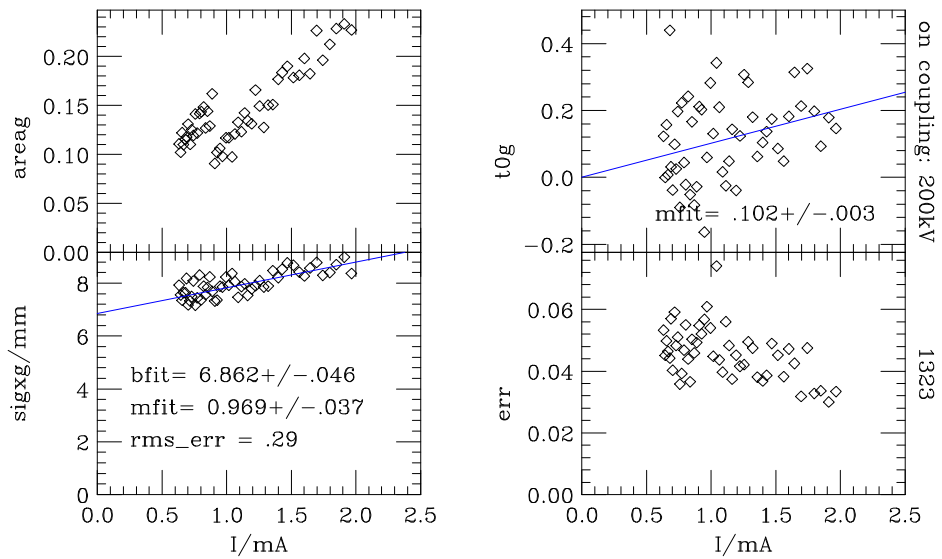 0.20
0.15
0.10
0.05
0.00
areag
0.4
0.2
0.0
−0.2
t0g
mfit= .102+/−.003
on coupling; 200kV
8
6
4
2
0
sigxg/mm
bfit= 6.862+/−.046
mfit= 0.969+/−.037
rms_err = .29
0.0 0.5 1.0 1.5 2.0 2.5
I/mA
0.06
0.04
0.02
0.00
err
0.0 0.5 1.0 1.5 2.0 2.5
I/mA
1323